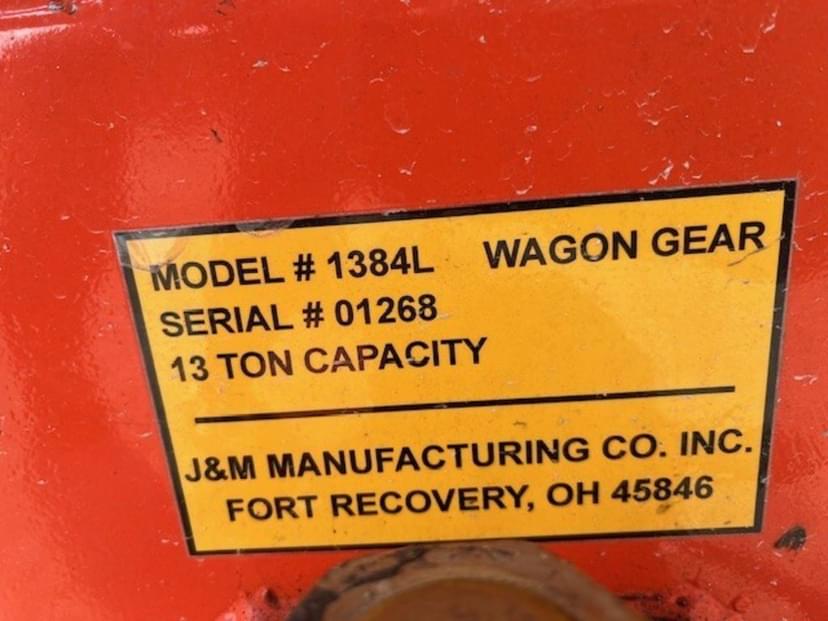 MODEL # 1384L WAGON GEAR
SERIAL # 01268
13 TON CAPACITY
J&M MANUFACTURING CO. INC.
FORT RECOVERY, OH 45846